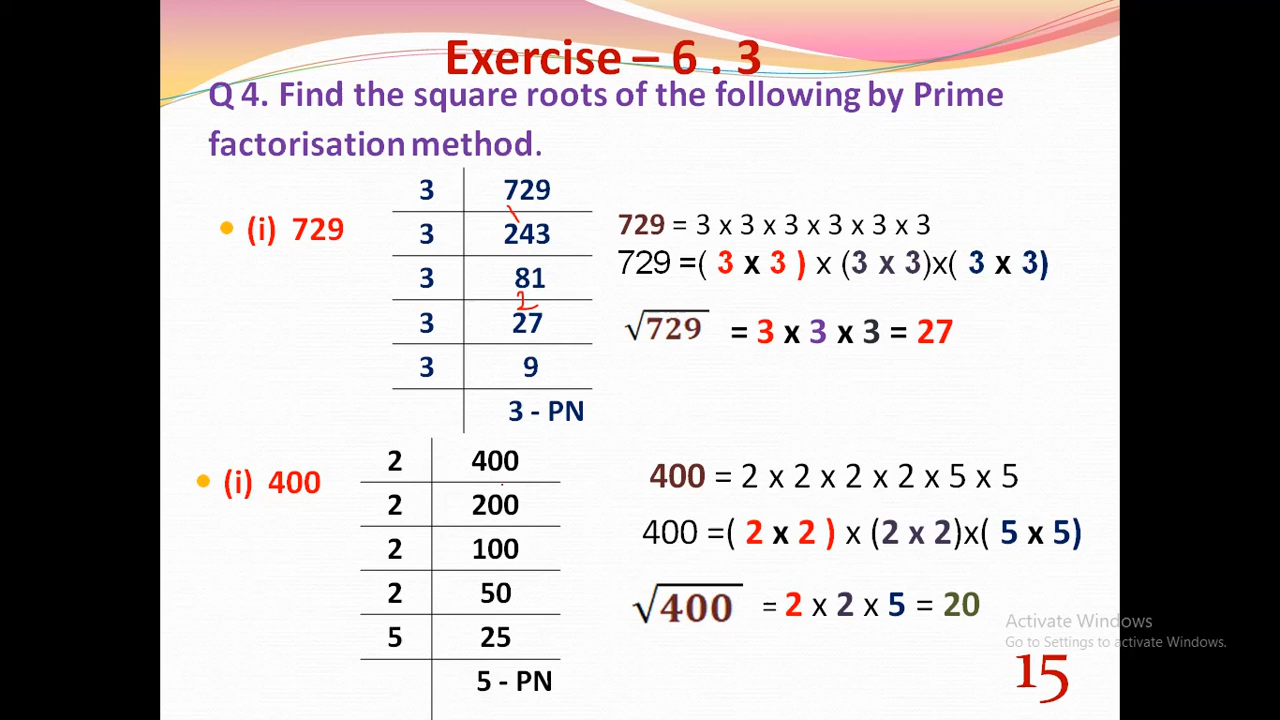 Exercise – 6 . 3
Q 4. Find the square roots of the following by Prime
factorisation method.
(i) 729
3 729
3 243
3 81
2
3 27
3 9
3 - PN
729 = 3 x 3 x 3 x 3 x 3 x 3
729 =( 3 x 3 ) x (3 x 3)x( 3 x 3)
√729 = 3 x 3 x 3 = 27
(i) 400
2 400
2 200
2 100
2 50
5 25
5 - PN
400 = 2 x 2 x 2 x 2 x 5 x 5
400 =( 2 x 2 ) x (2 x 2)x( 5 x 5)
√400 = 2 x 2 x 5 = 20
Activate Windows
Go to Settings to activate Windows.
15